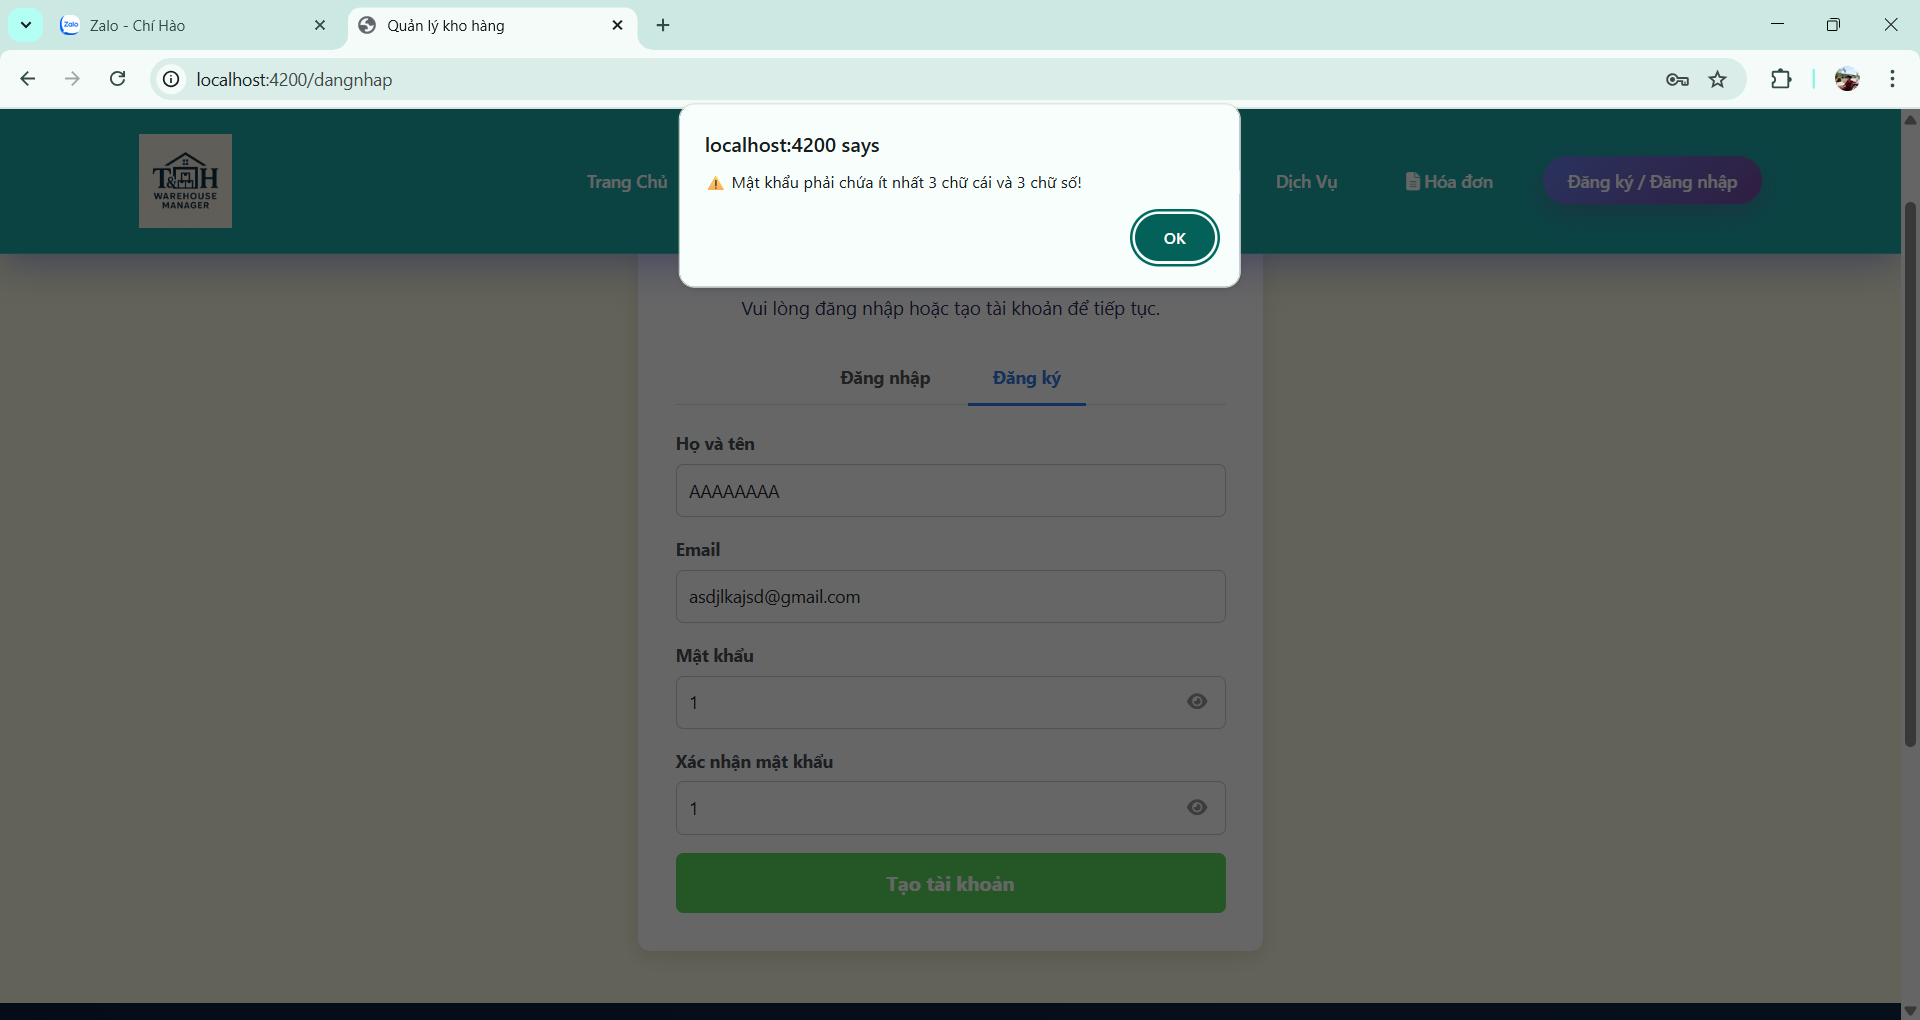 Zalo - Chí Hào
Quản lý kho hàng
localhost:4200/dangnhap
localhost:4200 says
⚠ Mật khẩu phải chứa ít nhất 3 chữ cái và 3 chữ số!
OK
T&H
WAREHOUSE
MANAGER
Trang Chủ
Dịch Vụ
Hóa đơn
Đăng ký / Đăng nhập
Vui lòng đăng nhập hoặc tạo tài khoản để tiếp tục.
Đăng nhập
Đăng ký
Họ và tên
AAAAAAAA
Email
asdjlkajsd@gmail.com
Mật khẩu
1
Xác nhận mật khẩu
1
Tạo tài khoản